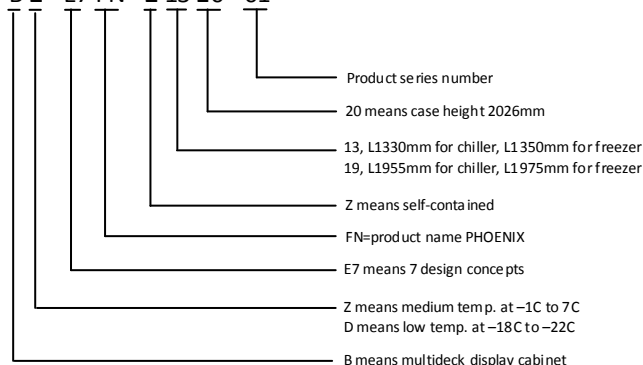 Product series number
20 means case height 2026mm
13, L1330mm for chiller, L1350mm for freezer
19, L1955mm for chiller, L1975mm for freezer
Z means self-contained
FN=product name PHOENIX
E7 means 7 design concepts
Z means medium temp. at –1C to 7C
D means low temp. at –18C to –22C
B means multideck display cabinet